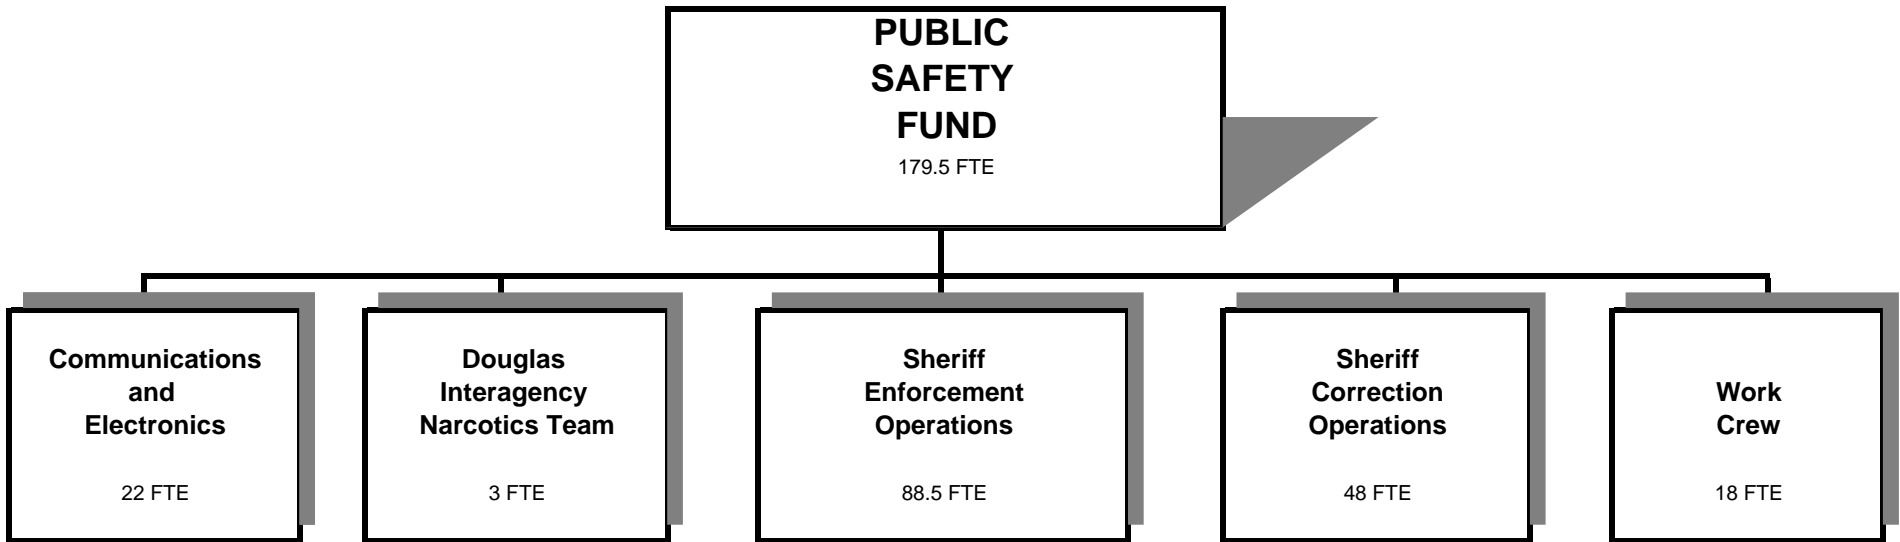 PUBLIC
SAFETY
FUND
179.5 FTE
Communications
and
Electronics
22 FTE
Douglas
Interagency
Narcotics Team
3 FTE
Sheriff
Enforcement
Operations
88.5 FTE
Sheriff
Correction
Operations
48 FTE
Work
Crew
18 FTE